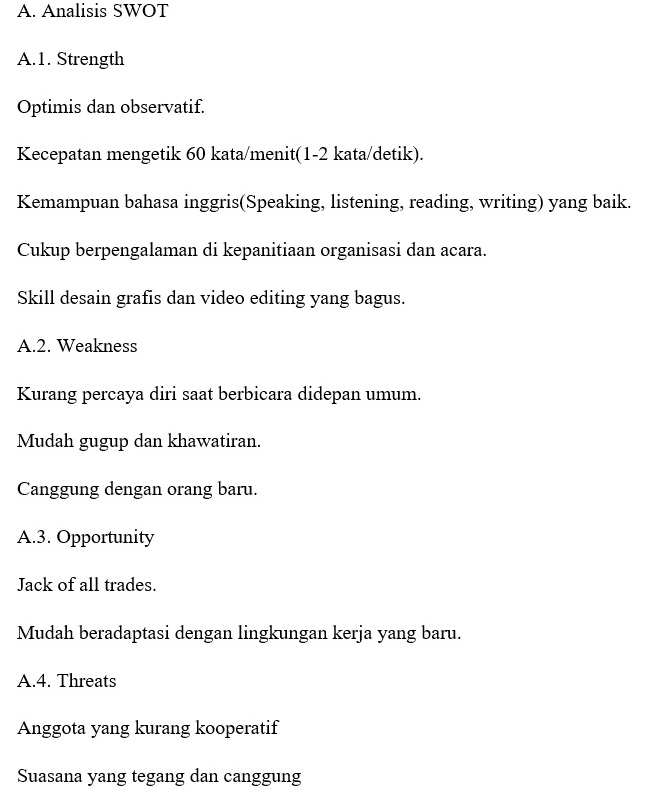 A. Analisis SWOT
A.1. Strength
Optimis dan observatif.
Kecepatan mengetik 60 kata/menit(1-2 kata/detik).
Kemampuan bahasa inggris(Speaking, listening, reading, writing) yang baik.
Cukup berpengalaman di kepanitiaan organisasi dan acara.
Skill desain grafis dan video editing yang bagus.
A.2. Weakness
Kurang percaya diri saat berbicara didepan umum.
Mudah gugup dan khawatiran.
Canggung dengan orang baru.
A.3. Opportunity
Jack of all trades.
Mudah beradaptasi dengan lingkungan kerja yang baru.
A.4. Threats
Anggota yang kurang kooperatif
Suasana yang tegang dan canggung